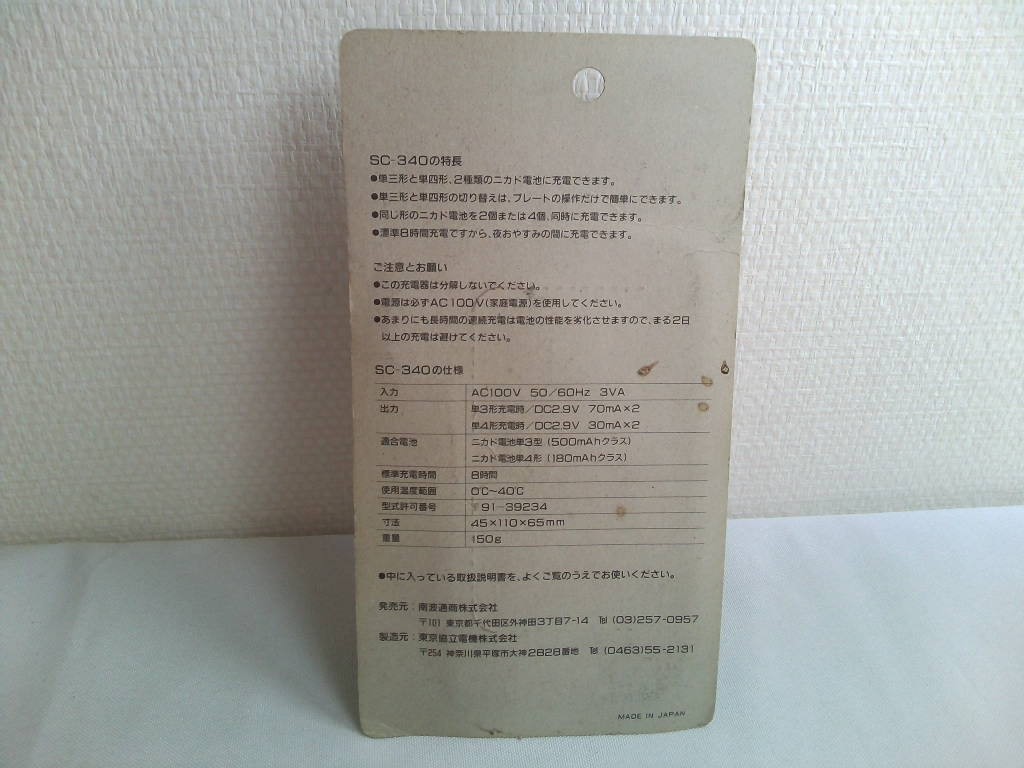 SC-340の特長
●単三形と単四形、2種類のニカド電池に充電できます。
●単三形と単四形の切り替えは、プレートの操作だけで簡単にできます。
●同じ形のニカド電池を2個または4個、同時に充電できます。
●標準8時間充電ですから、夜おやすみの間に充電できます。
ご注意とお願い
●この充電器は分解しないでください。
●電源は必ずAC100V(家庭電源)を使用してください。
●あまりにも長時間の連続充電は電池の性能を劣化させますので、まる2日
以上の充電は避けてください。
SC-340の仕様
入力 AC100V 50/60Hz 3VA
出力 単3形充電時/DC2.9V 70mA×2
単4形充電時/DC2.9V 30mA×2
適合電池 ニカド電池単3型(500mAhクラス)
ニカド電池単4形(180mAhクラス)
標準充電時間 8時間
使用温度範囲 0℃~40℃
型式許可番号 〒91-39234
寸法 45×110×65mm
重量 150g
●中に入っている取扱説明書を、よくご覧のうえでお使いください。
発売元:南波通商株式会社
〒101 東京都千代田区外神田3丁目7-14 ℡(03)257-0957
製造元:東京協立電機株式会社
〒254 神奈川県平塚市大神2828番地 ℡(0463)55-2131
MADE IN JAPAN